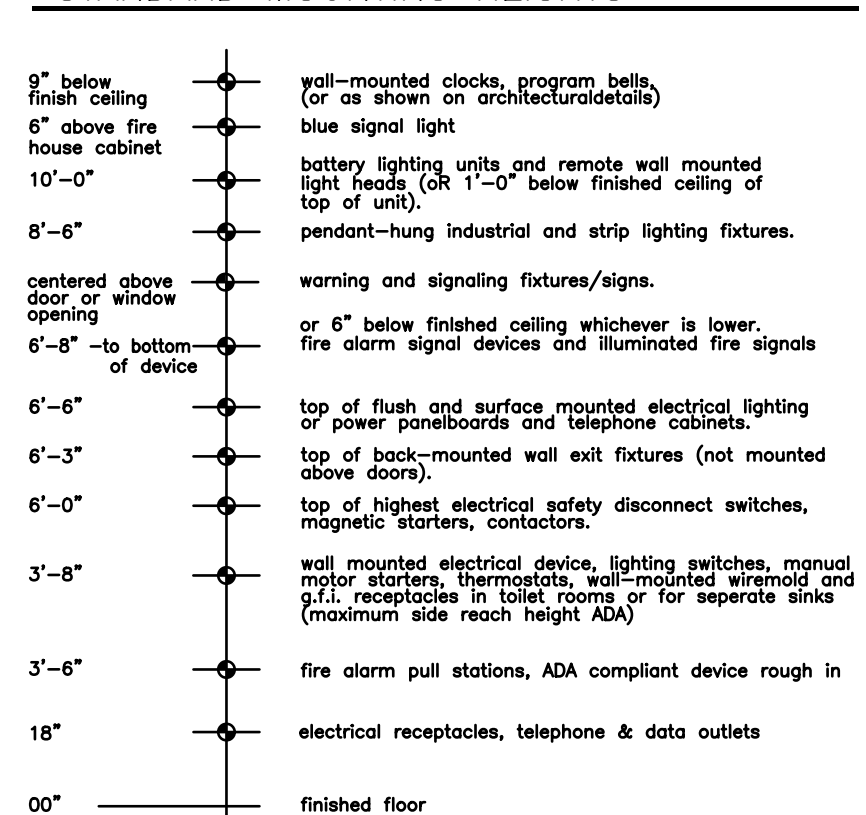 9" below
finish ceiling
wall-mounted clocks, program bells,
(or as shown on architecturaldetails)
6" above fire
house cabinet
blue signal light
10'-0"
battery lighting units and remote wall mounted
light heads (oR 1'-0" below finished ceiling of
top of unit).
8'-6"
pendant-hung industrial and strip lighting fixtures.
centered above
door or window
opening
warning and signaling fixtures/signs.
6'-8" -to bottom
of device
or 6" below finIshed ceiling whichever is lower.
fire alarm signal devices and illuminated fire signals
6'-6"
top of flush and surface mounted electrical lighting
or power panelboards and telephone cabinets.
6'-3"
top of back-mounted wall exit fixtures (not mounted
above doors).
6'-0"
top of highest electrical safety disconnect switches,
magnetic starters, contactors.
3'-8"
wall mounted electrical device, lighting switches, manual
motor starters, thermostats, wall-mounted wiremold and
g.f.i. receptacles in toilet rooms or for seperate sinks
(maximum side reach height ADA)
3'-6"
fire alarm pull stations, ADA compliant device rough in
18"
electrical receptacles, telephone & data outlets
00"
finished floor